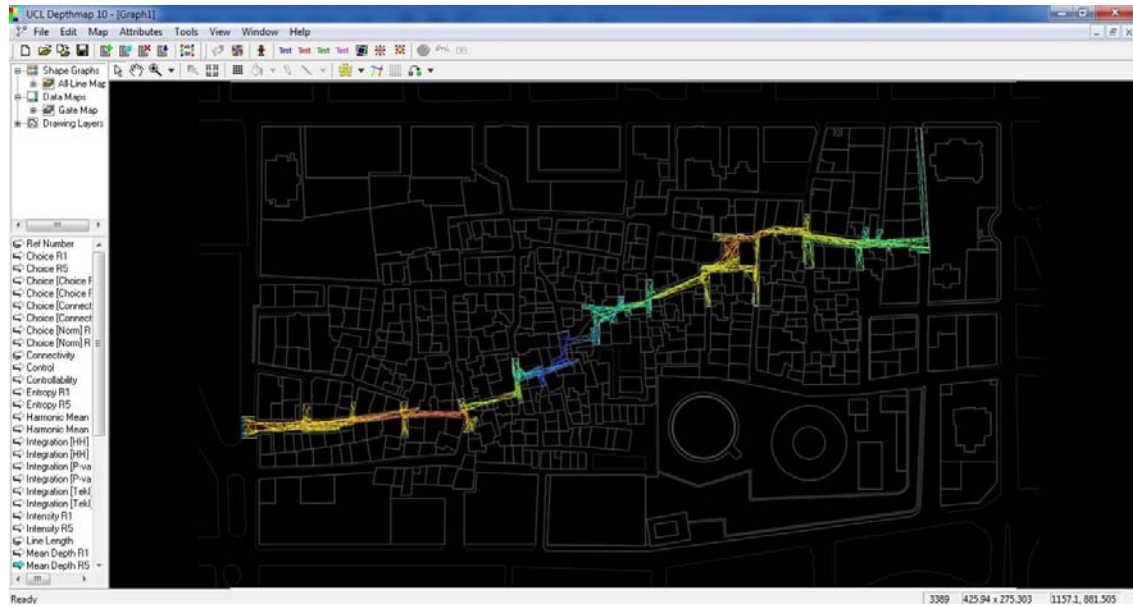 UCL Depthmap 10 - [Graph1]
File Edit Map Attributes Tools View Window Help
Test Test Test Test
Shape Graphs
All-Line Map
Data Maps
Gate Map
Drawing Layers
Ref Number
Choice R1
Choice R5
Choice [Choice F
Choice [Choice F
Choice [Connect
Choice [Connect
Choice [Norm] R
Choice [Norm] R
Connectivity
Control
Controllability
Entropy R1
Entropy R5
Harmonic Mean
Harmonic Mean
Integration [HH]
Integration [HH]
Integration [P-va
Integration [P-va
Integration [Tekl
Integration [Tekl
Intensity R1
Intensity R5
Line Length
Mean Depth R1
Mean Depth R5
Ready 3389 425.94 x 275.303 1157.1, 881.505